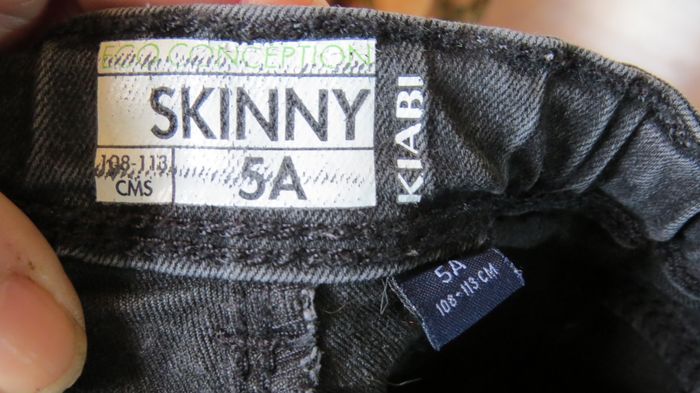 ECO CONCEPTION
SKINNY
108-113
CMS
5A
KIABI
5A
108-113 CM